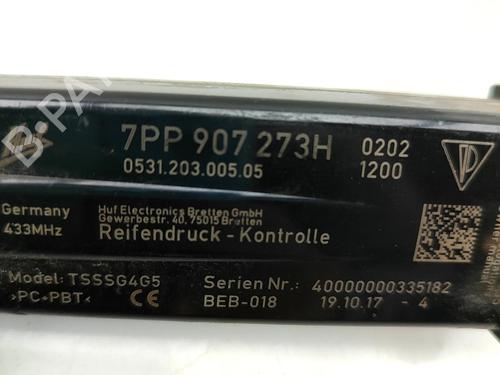 7PP 907 273H 0202
0531.203.005.05 1200
Germany Huf Electronics Bretten GmbH
433MHz Gewerbestr. 40, 75015 Bretten
Reifendruck - Kontrolle
Model: TSSSG4G5 Serien Nr.: 40000000335182
>PC+PBT< CE BEB-018 19.10.17 - 4